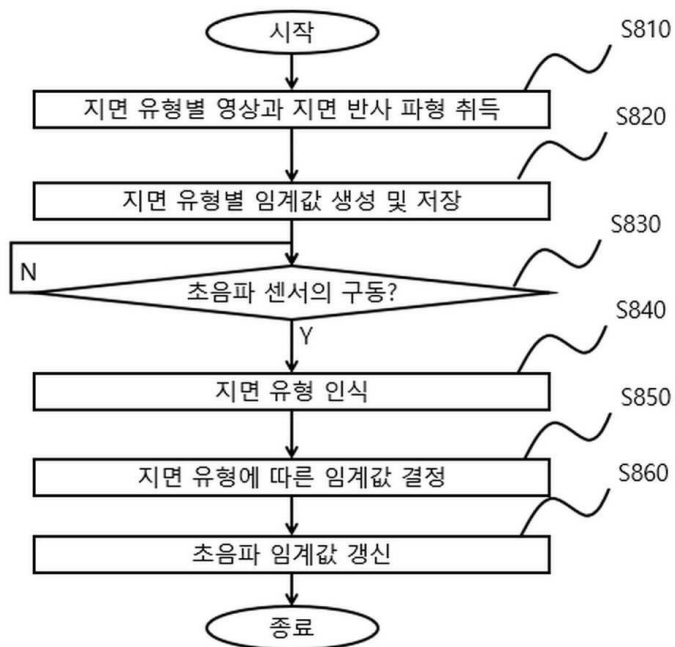 시작
S810
지면 유형별 영상과 지면 반사 파형 취득
S820
지면 유형별 임계값 생성 및 저장
S830
N
초음파 센서의 구동?
Y
S840
지면 유형 인식
S850
지면 유형에 따른 임계값 결정
S860
초음파 임계값 갱신
종료